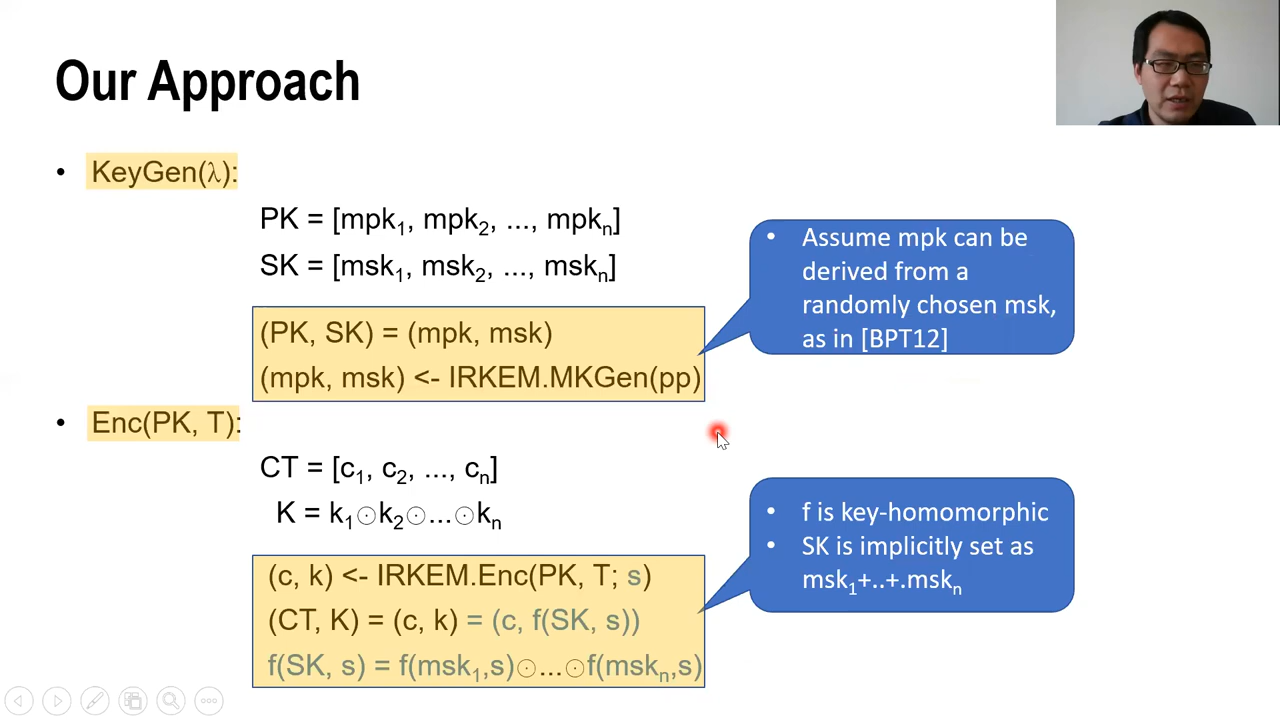 Our Approach
• KeyGen(λ):
PK = [mpk₁, mpk₂, ..., mpkₙ]
SK = [msk₁, msk₂, ..., mskₙ]
(PK, SK) = (mpk, msk)
(mpk, msk) <- IRKEM.MKGen(pp)
• Assume mpk can be
derived from a
randomly chosen msk,
as in [BPT12]
• Enc(PK, T):
CT = [c₁, c₂, ..., cₙ]
K = k₁⊙k₂⊙...⊙kₙ
(c, k) <- IRKEM.Enc(PK, T; s)
(CT, K) = (c, k) = (c, f(SK, s))
f(SK, s) = f(msk₁,s)⊙...⊙f(mskₙ,s)
• f is key-homomorphic
• SK is implicitly set as
msk₁+..+.mskₙ